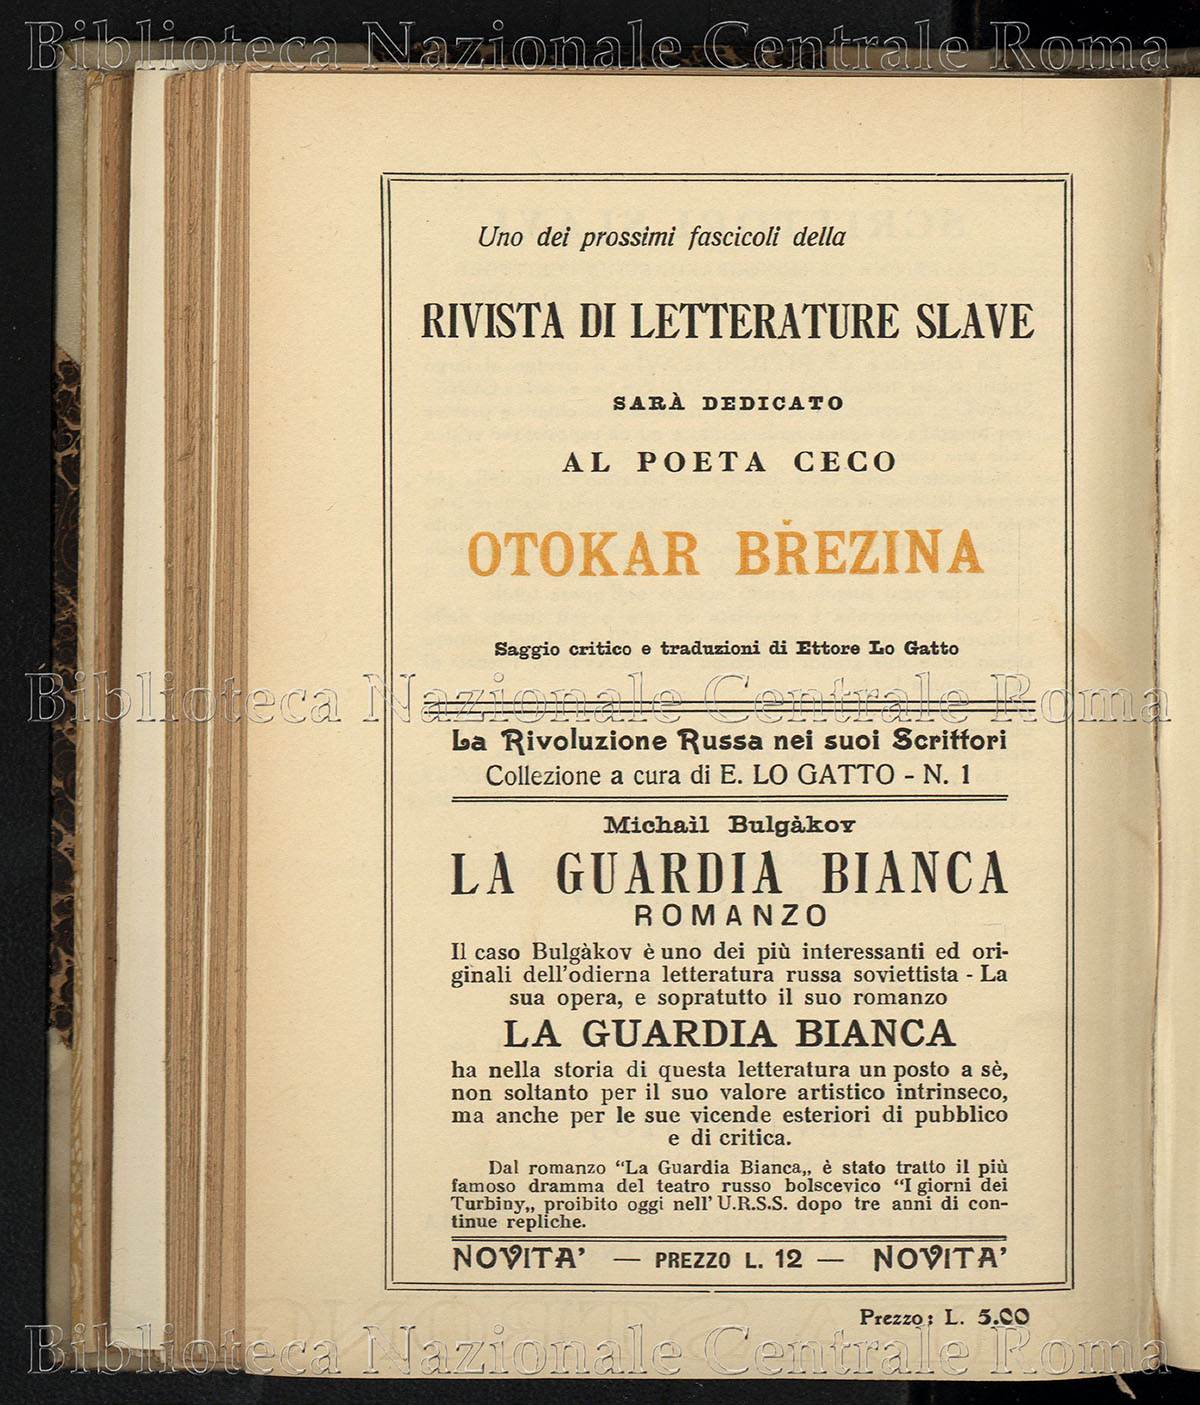 Biblioteca Nazionale Centrale Roma
Uno dei prossimi fascicoli della
RIVISTA DI LETTERATURE SLAVE
SARÀ DEDICATO
AL POETA CECO
OTOKAR BŘEZINA
Saggio critico e traduzioni di Ettore Lo Gatto
Biblioteca Nazionale Centrale Roma
La Rivoluzione Russa nei suoi Scrittori
Collezione a cura di E. LO GATTO - N. 1
Michaìl Bulgàkov
LA GUARDIA BIANCA
ROMANZO
Il caso Bulgàkov è uno dei più interessanti ed ori-
ginali dell'odierna letteratura russa soviettista - La
sua opera, e sopratutto il suo romanzo
LA GUARDIA BIANCA
ha nella storia di questa letteratura un posto a sè,
non soltanto per il suo valore artistico intrinseco,
ma anche per le sue vicende esteriori di pubblico
e di critica.
Dal romanzo “La Guardia Bianca„ è stato tratto il più
famoso dramma del teatro russo bolscevico “I giorni dei
Turbiny„ proibito oggi nell' U.R.S.S. dopo tre anni di con-
tinue repliche.
NOVITA' — PREZZO L. 12 — NOVITA'
Prezzo: L. 5.00
Biblioteca Nazionale Centrale Roma